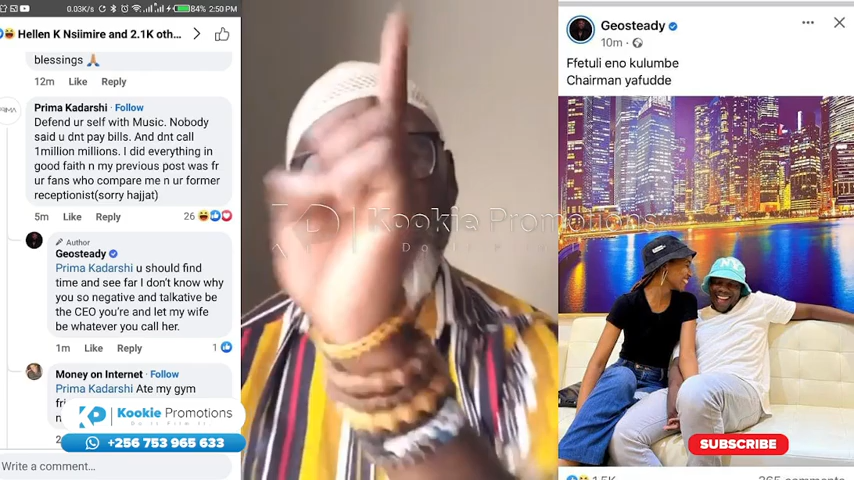 0.03K/s
84% 2:50 PM
Hellen K Nsiimire and 2.1K oth...
blessings 🙏
12m Like Reply
Prima Kadarshi · Follow
Defend ur self with Music. Nobody
said u dnt pay bills. And dnt call
1million millions. I did everything in
good faith n my previous post was fr
ur fans who compare me n ur former
receptionist(sorry hajjat)
5m Like Reply 26
Author
Geosteady
Prima Kadarshi u should find
time and see far I don't know why
you so negative and talkative be
the CEO you're and let my wife
be whatever you call her.
1m Like Reply 1
Money on Internet · Follow
Prima Kadarshi Ate my gym
Kookie Promotions
Do It Film It
+256 753 965 633
Write a comment...
Kookie Promotions
Geosteady
10m
Ffetuli eno kulumbe
Chairman yafudde
NY
SUBSCRIBE
1.5K
365 comments